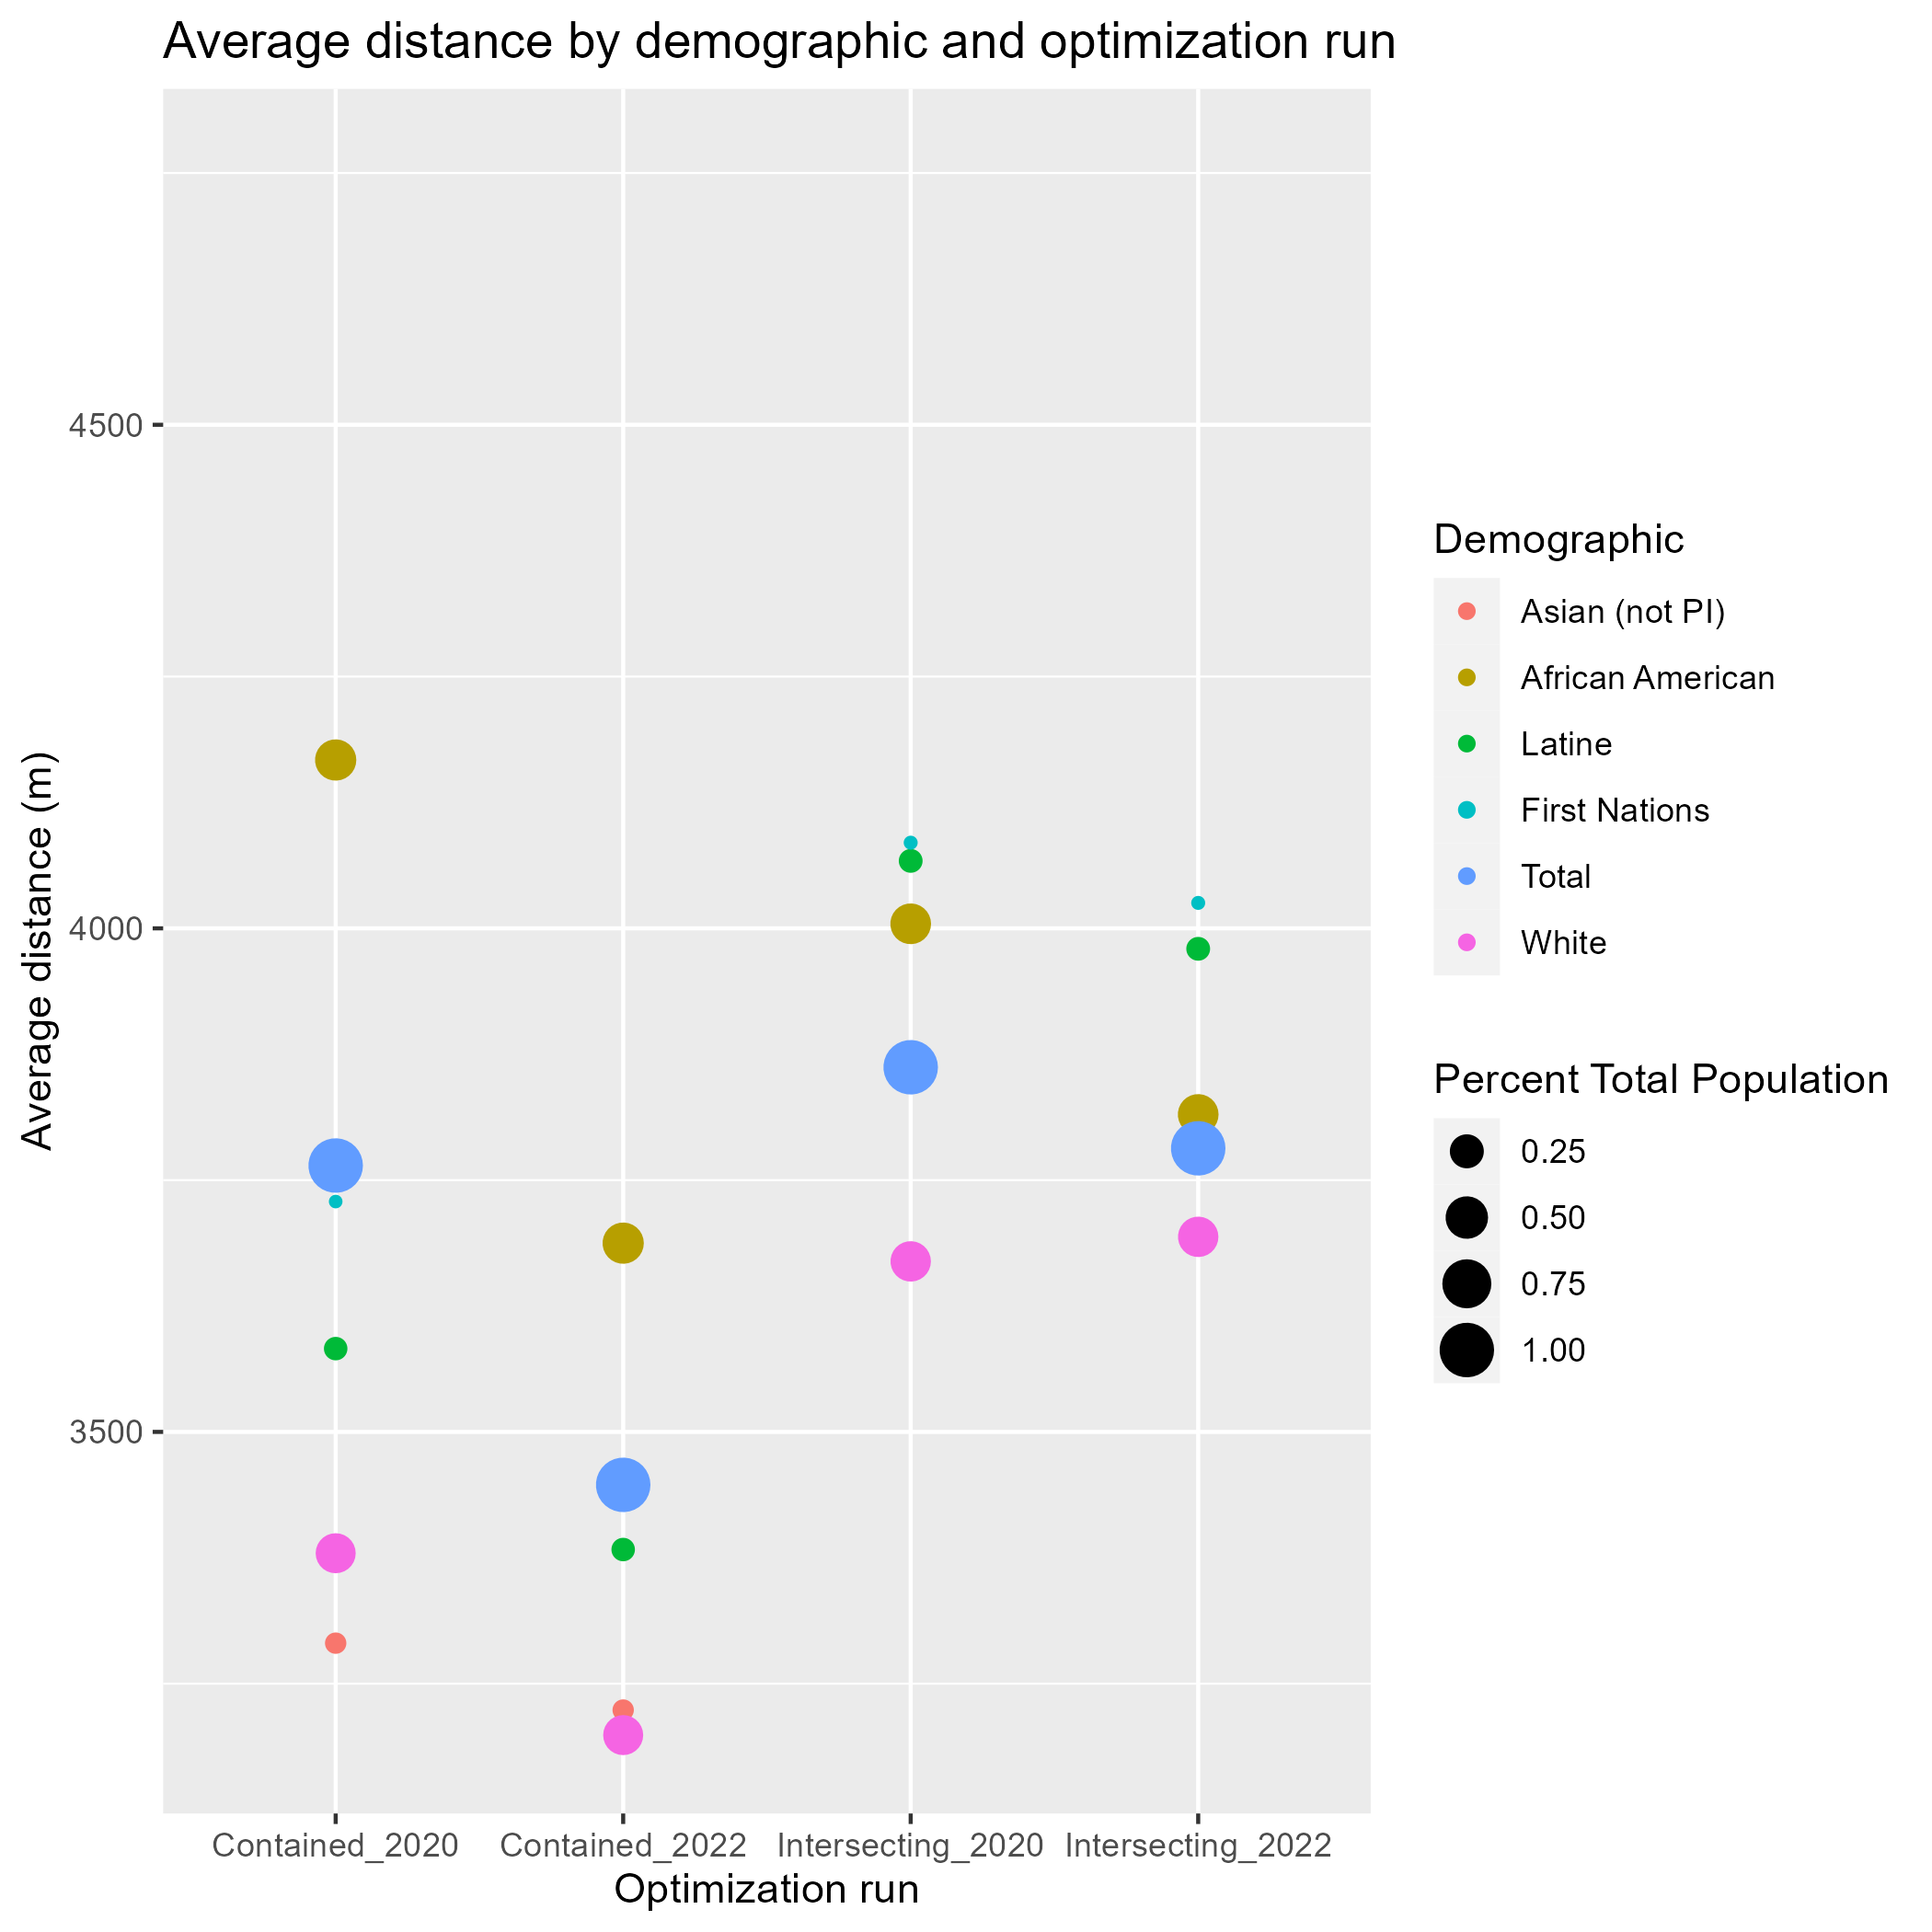 Average distance by demographic and optimization run
Average distance (m)
4500
4000
3500
Contained_2020
Contained_2022
Intersecting_2020
Intersecting_2022
Optimization run
Demographic
Asian (not PI)
African American
Latine
First Nations
Total
White
Percent Total Population
0.25
0.50
0.75
1.00